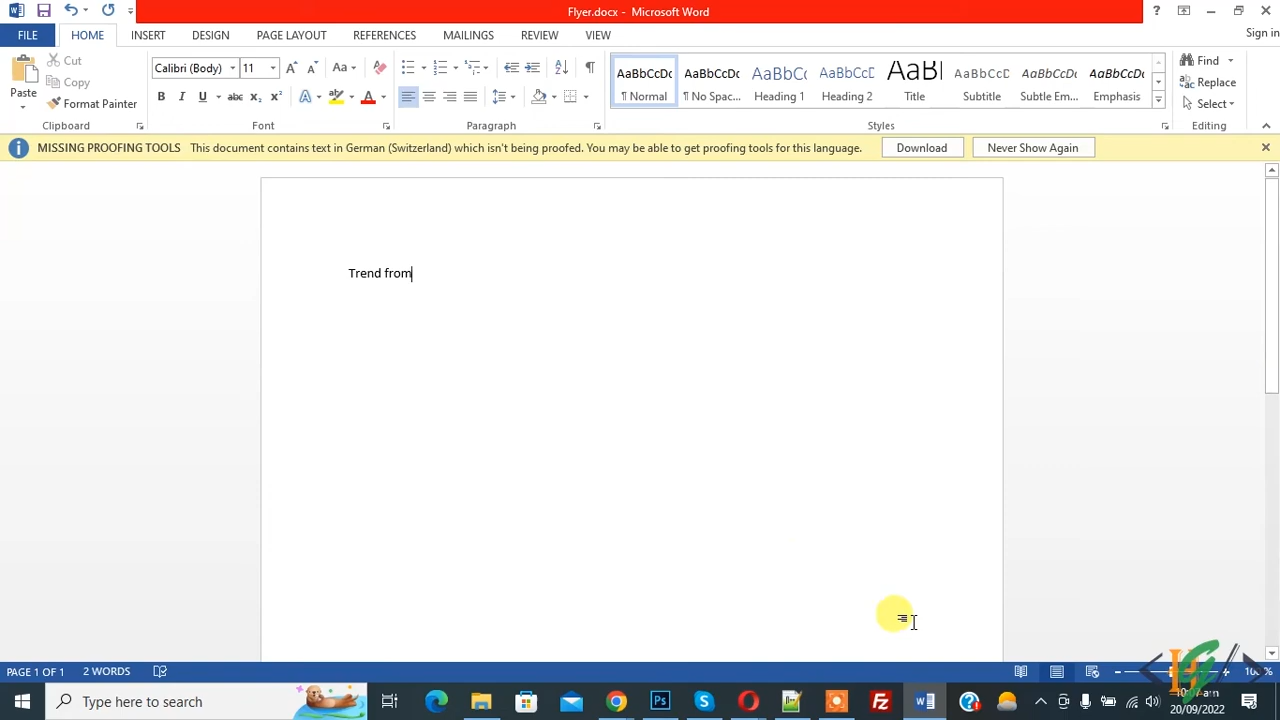 Flyer.docx - Microsoft Word
FILE HOME INSERT DESIGN PAGE LAYOUT REFERENCES MAILINGS REVIEW VIEW Sign in
Cut
Copy
Format Painter
Paste
Clipboard
Calibri (Body) 11
Font
Paragraph
AaBbCcDc AaBbCcDc AaBbCc AaBbCcC AaBl AaBbCcD AaBbCcDc AaBbCcDc
¶ Normal ¶ No Spac... Heading 1 Heading 2 Title Subtitle Subtle Em... Emphasis
Styles
Find
Replace
Select
Editing
MISSING PROOFING TOOLS This document contains text in German (Switzerland) which isn't being proofed. You may be able to get proofing tools for this language. Download Never Show Again
Trend from
PAGE 1 OF 1 2 WORDS
Type here to search
20/09/2022